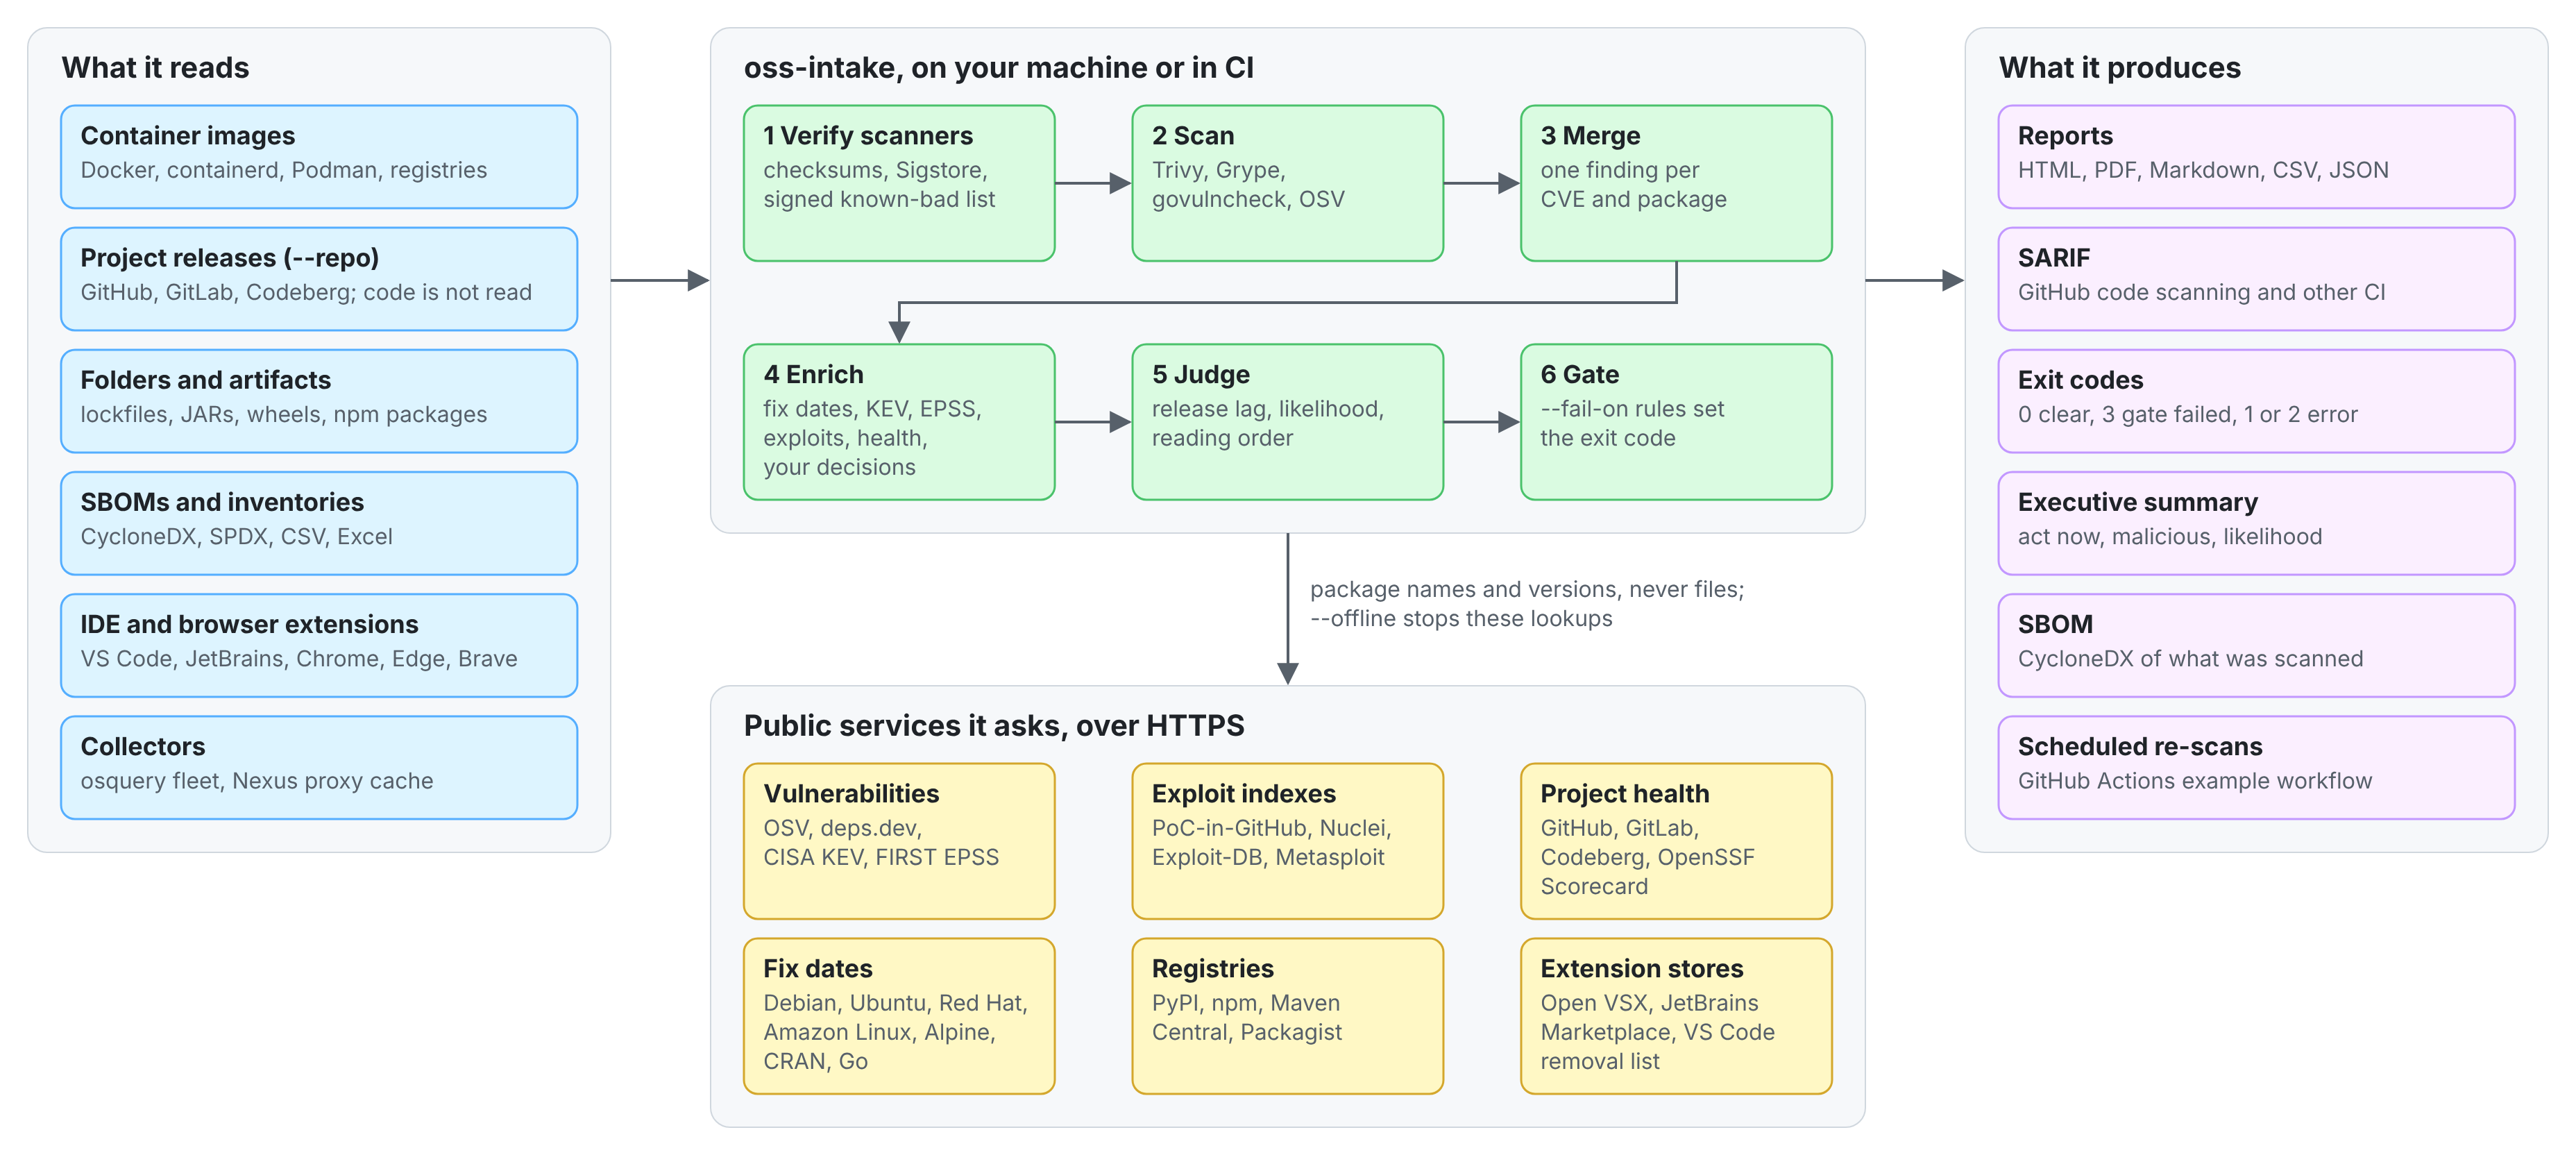 What it reads
Container images
Docker, containerd, Podman, registries
Project releases (--repo)
GitHub, GitLab, Codeberg; code is not read
Folders and artifacts
lockfiles, JARs, wheels, npm packages
SBOMs and inventories
CycloneDX, SPDX, CSV, Excel
IDE and browser extensions
VS Code, JetBrains, Chrome, Edge, Brave
Collectors
osquery fleet, Nexus proxy cache
oss-intake, on your machine or in CI
1 Verify scanners
checksums, Sigstore,
signed known-bad list
2 Scan
Trivy, Grype,
govulncheck, OSV
3 Merge
one finding per
CVE and package
4 Enrich
fix dates, KEV, EPSS,
exploits, health,
your decisions
5 Judge
release lag, likelihood,
reading order
6 Gate
--fail-on rules set
the exit code
package names and versions, never files;
--offline stops these lookups
Public services it asks, over HTTPS
Vulnerabilities
OSV, deps.dev,
CISA KEV, FIRST EPSS
Exploit indexes
PoC-in-GitHub, Nuclei,
Exploit-DB, Metasploit
Project health
GitHub, GitLab,
Codeberg, OpenSSF
Scorecard
Fix dates
Debian, Ubuntu, Red Hat,
Amazon Linux, Alpine,
CRAN, Go
Registries
PyPI, npm, Maven
Central, Packagist
Extension stores
Open VSX, JetBrains
Marketplace, VS Code
removal list
What it produces
Reports
HTML, PDF, Markdown, CSV, JSON
SARIF
GitHub code scanning and other CI
Exit codes
0 clear, 3 gate failed, 1 or 2 error
Executive summary
act now, malicious, likelihood
SBOM
CycloneDX of what was scanned
Scheduled re-scans
GitHub Actions example workflow